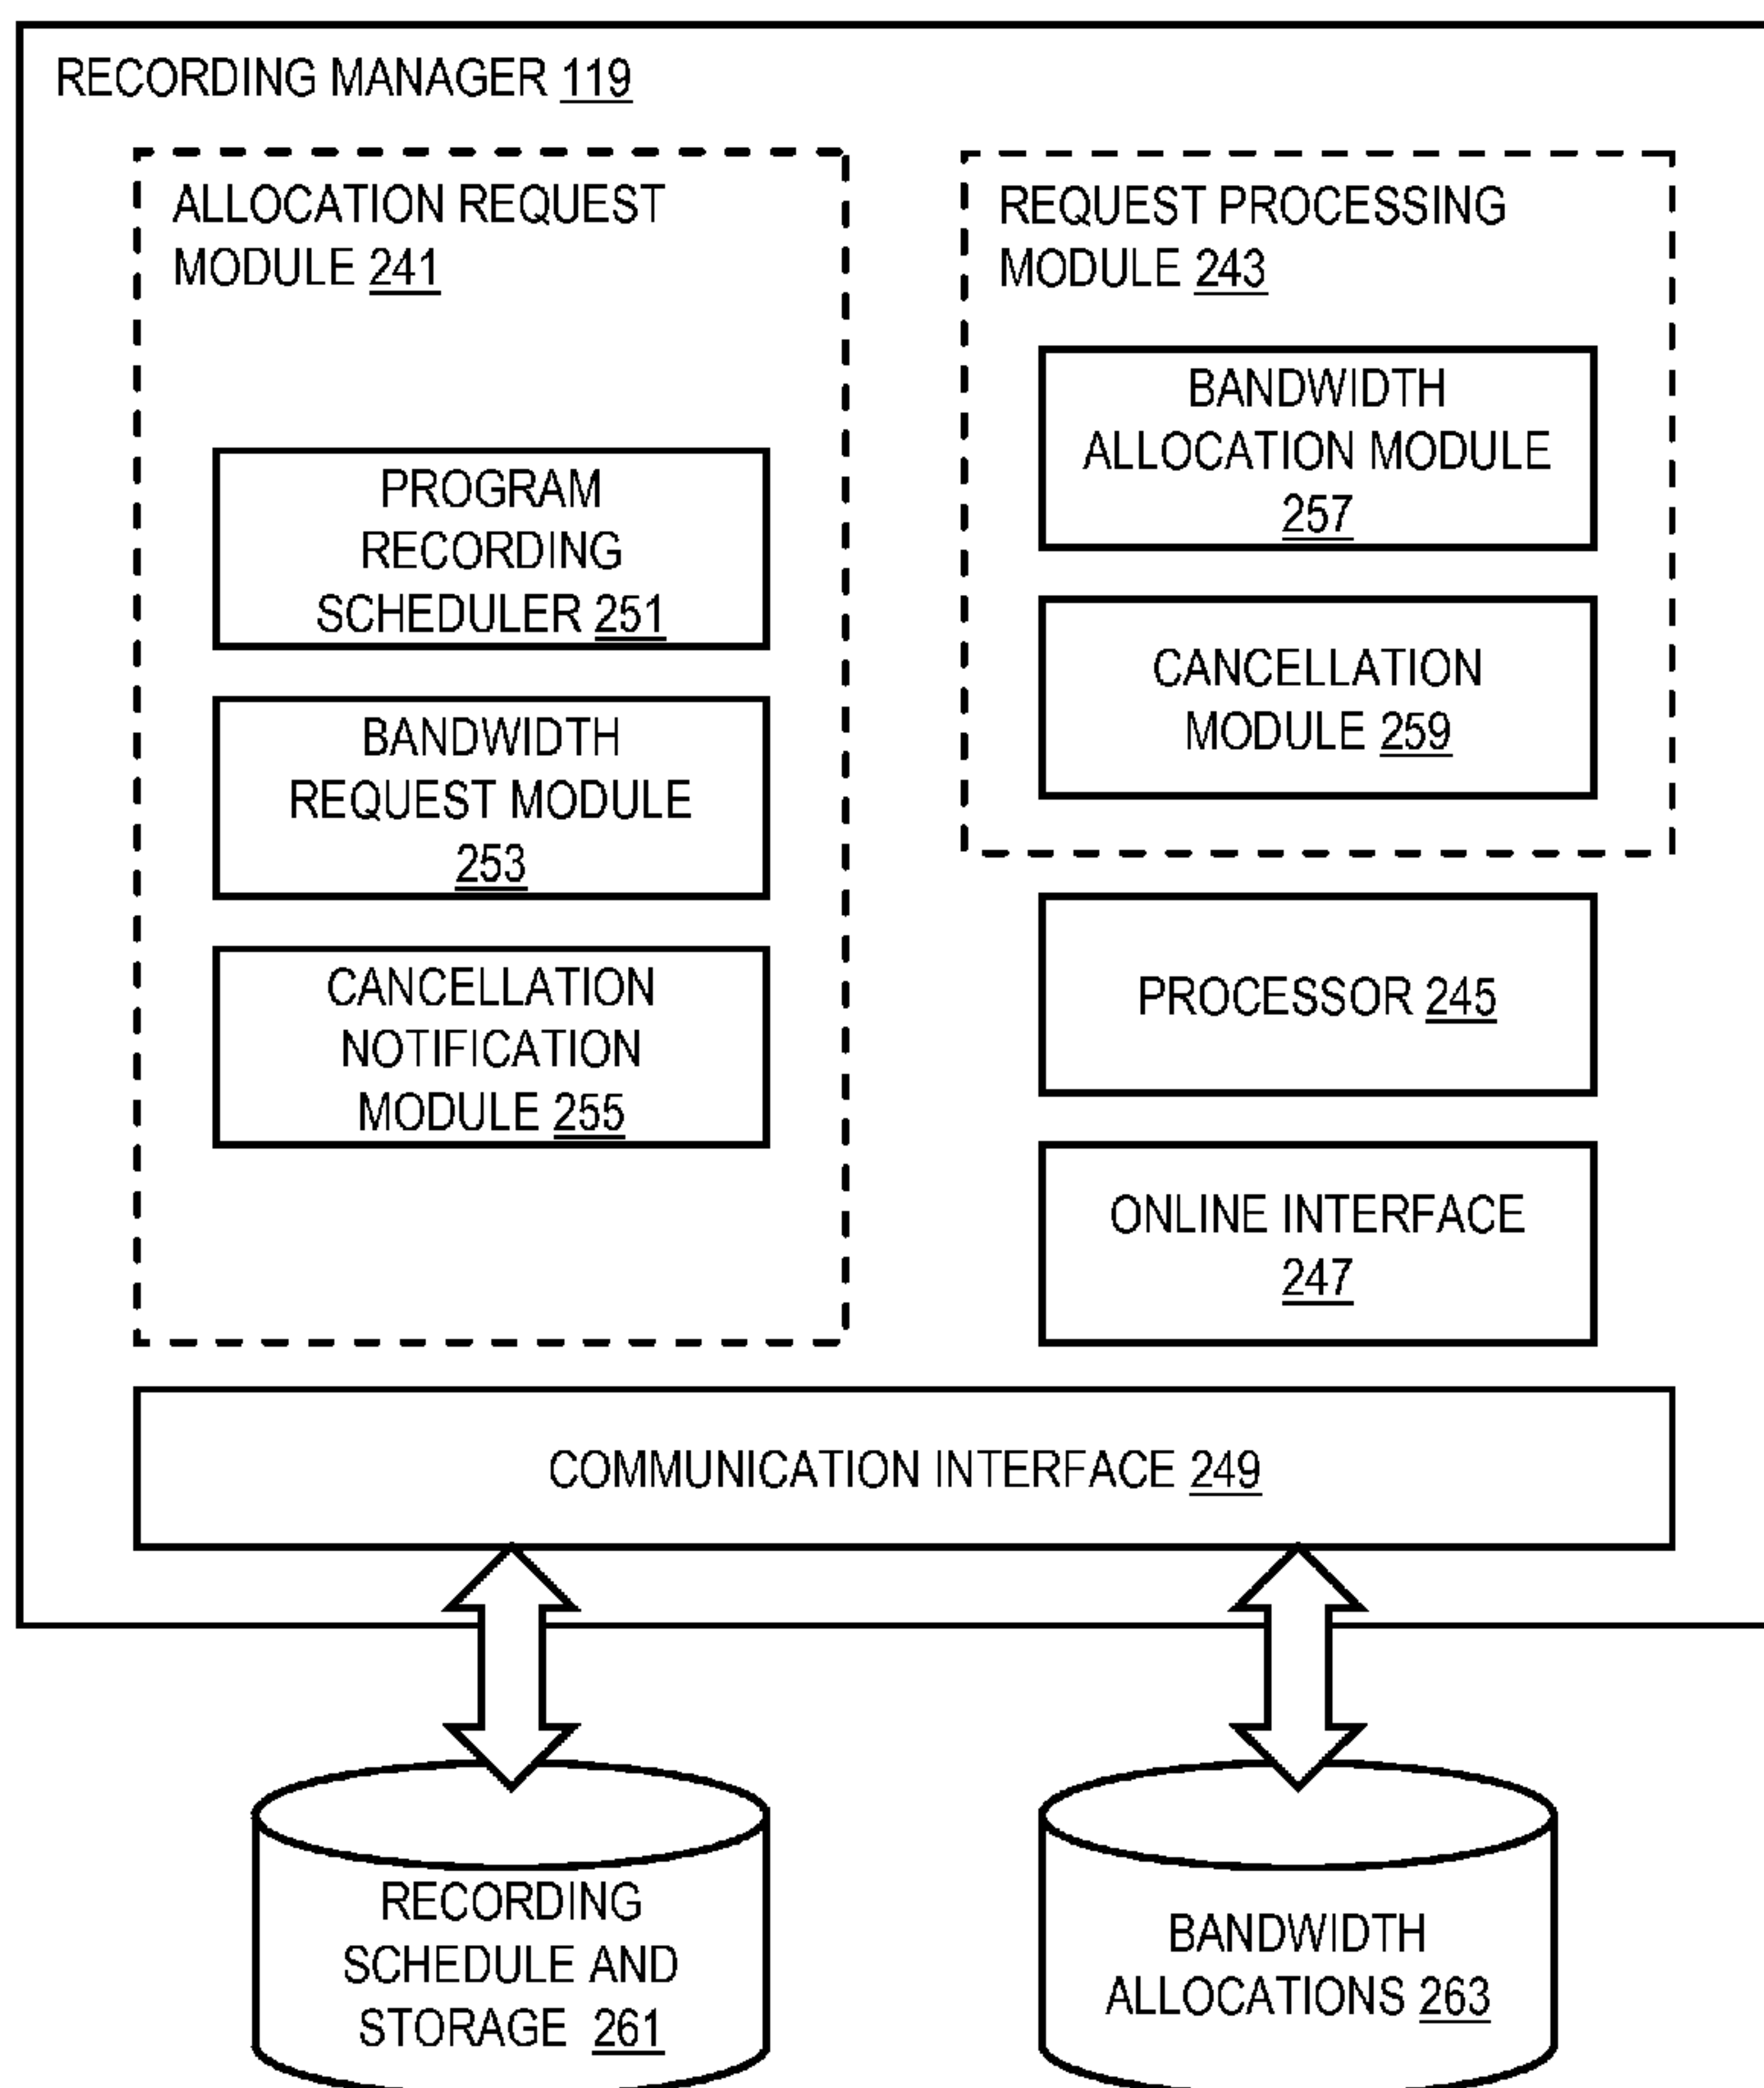 RECORDING MANAGER 119
ALLOCATION REQUEST
MODULE 241
PROGRAM
RECORDING
SCHEDULER 251
BANDWIDTH
REQUEST MODULE
253
CANCELLATION
NOTIFICATION
MODULE 255
REQUEST PROCESSING
MODULE 243
BANDWIDTH
ALLOCATION MODULE
257
CANCELLATION
MODULE 259
PROCESSOR 245
ONLINE INTERFACE
247
COMMUNICATION INTERFACE 249
RECORDING
SCHEDULE AND
STORAGE 261
BANDWIDTH
ALLOCATIONS 263